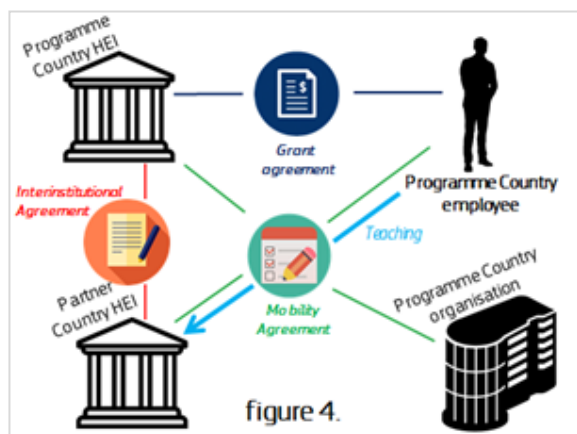 Programme
Country HEI
$
Grant
agreement
Programme Country
employee
Interinstitutional
Agreement
Teaching
Partner
Country HEI
Mobility
Agreement
Programme Country
organisation
figure 4.